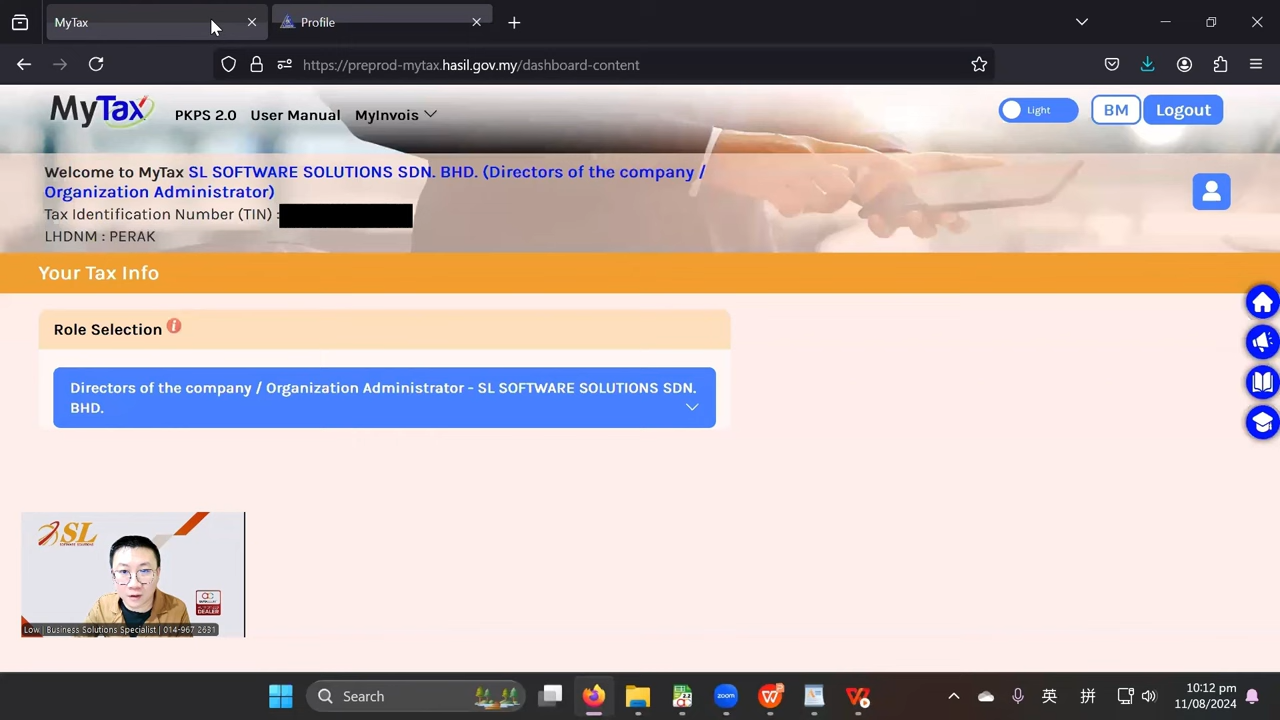 MyTax
Profile
https://preprod-mytax.hasil.gov.my/dashboard-content
MyTax
PKPS 2.0
User Manual
MyInvois
Light
BM
Logout
Welcome to MyTax SL SOFTWARE SOLUTIONS SDN. BHD. (Directors of the company /
Organization Administrator)
Tax Identification Number (TIN) :
LHDNM : PERAK
Your Tax Info
Role Selection
Directors of the company / Organization Administrator - SL SOFTWARE SOLUTIONS SDN.
BHD.
SL
DEALER
Low | Business Solutions Specialist | 014-967 2631
Search
zoom
英
拼
10:12 pm
11/08/2024